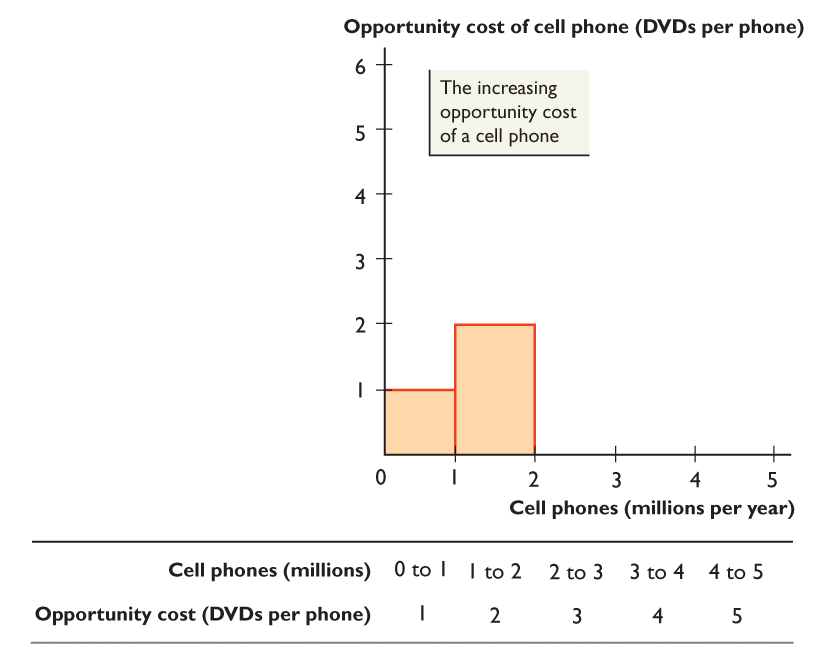 Opportunity cost of cell phone (DVDs per phone)
6
The increasing
opportunity cost
of a cell phone
5
4
3
2
1
0 1 2 3 4 5
Cell phones (millions per year)
Cell phones (millions) 0 to 1 1 to 2 2 to 3 3 to 4 4 to 5
Opportunity cost (DVDs per phone) 1 2 3 4 5